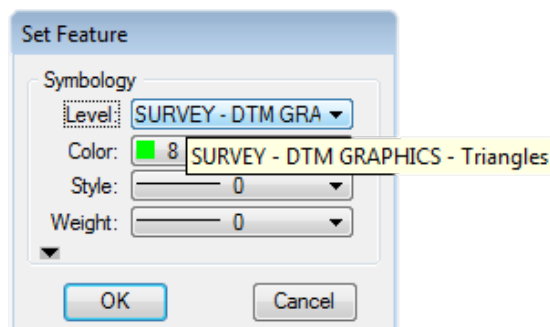 Set Feature
Symbology
Level: SURVEY - DTM GRA
Color: 8
SURVEY - DTM GRAPHICS - Triangles
Style: 0
Weight: 0
OK Cancel